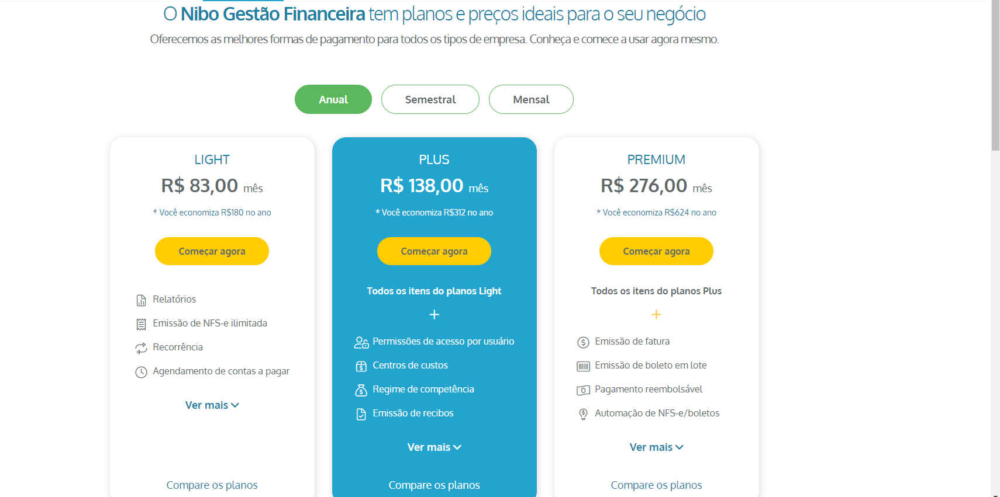 O Nibo Gestão Financeira tem planos e preços ideais para o seu negócio
Oferecemos as melhores formas de pagamento para todos os tipos de empresa. Conheça e comece a usar agora mesmo.
Anual
Semestral
Mensal
LIGHT
R$ 83,00 mês
* Você economiza R$180 no ano
Começar agora
Relatórios
Emissão de NFS-e ilimitada
Recorrência
Agendamento de contas a pagar
Ver mais
Compare os planos
PLUS
R$ 138,00 mês
* Você economiza R$312 no ano
Começar agora
Todos os itens do planos Light
+
Permissões de acesso por usuário
Centros de custos
Regime de competência
Emissão de recibos
Ver mais
Compare os planos
PREMIUM
R$ 276,00 mês
* Você economiza R$624 no ano
Começar agora
Todos os itens do planos Plus
+
Emissão de fatura
Emissão de boleto em lote
Pagamento reembolsável
Automação de NFS-e/boletos
Ver mais
Compare os planos